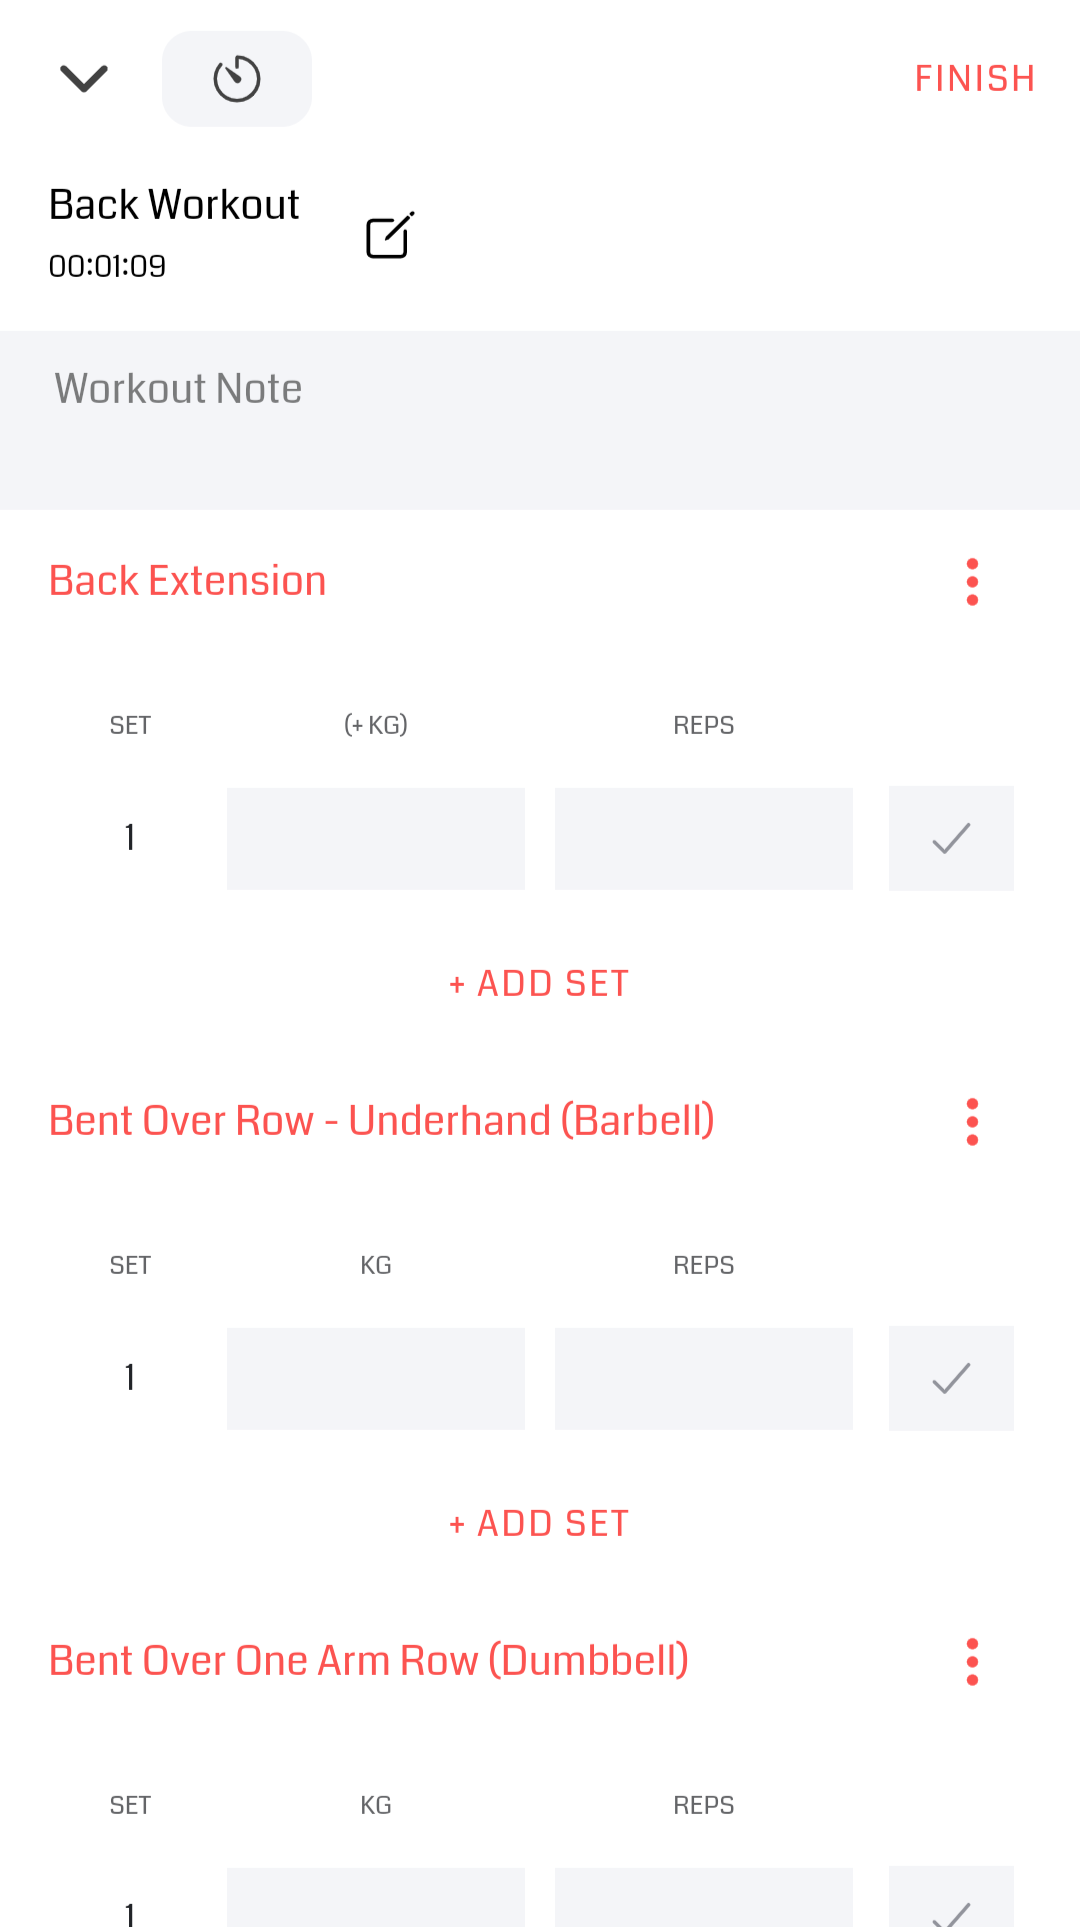 FINISH
Back Workout
00:01:09
Workout Note
Back Extension
SET (+ KG) REPS
1
+ ADD SET
Bent Over Row - Underhand (Barbell)
SET KG REPS
1
+ ADD SET
Bent Over One Arm Row (Dumbbell)
SET KG REPS
1